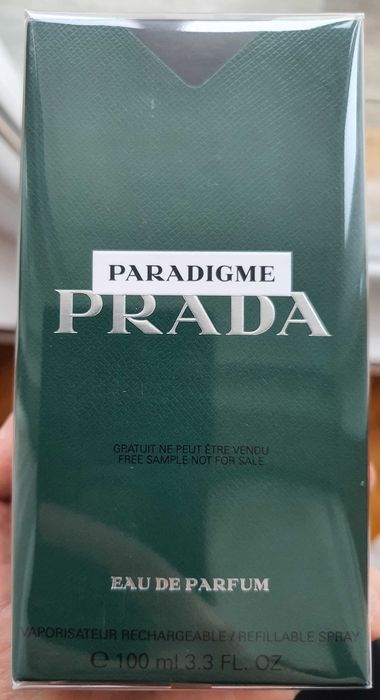 PARADIGME
PRADA
GRATUIT NE PEUT ÊTRE VENDU
FREE SAMPLE NOT FOR SALE
EAU DE PARFUM
VAPORISATEUR RECHARGEABLE / REFILLABLE SPRAY
℮ 100 ml 3.3 FL. OZ.